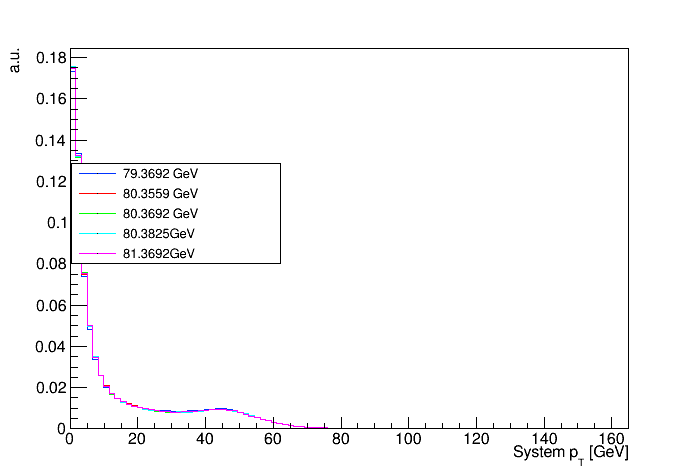 a.u.
0.18
0.16
0.14
0.12
0.1
0.08
0.06
0.04
0.02
0
79.3692 GeV
80.3559 GeV
80.3692 GeV
80.3825GeV
81.3692GeV
0 20 40 60 80 100 120 140 160
System p_T [GeV]